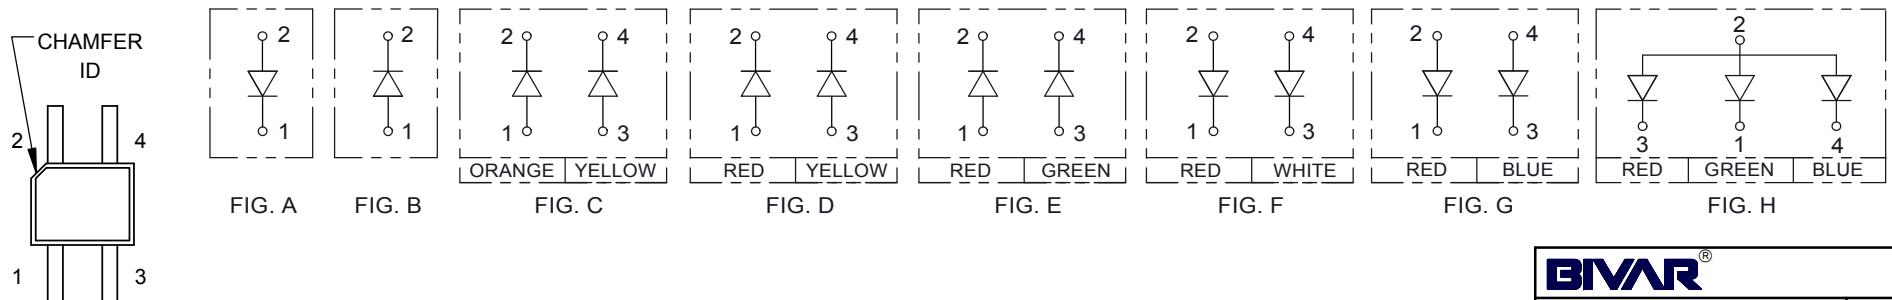 CHAMFER
ID
2
4
1
3
2
1
FIG. A
2
1
FIG. B
2 4
1 3
ORANGE YELLOW
FIG. C
2 4
1 3
RED YELLOW
FIG. D
2 4
1 3
RED GREEN
FIG. E
2 4
1 3
RED WHITE
FIG. F
2 4
1 3
RED BLUE
FIG. G
2
3 1 4
RED GREEN BLUE
FIG. H
BIVAR®